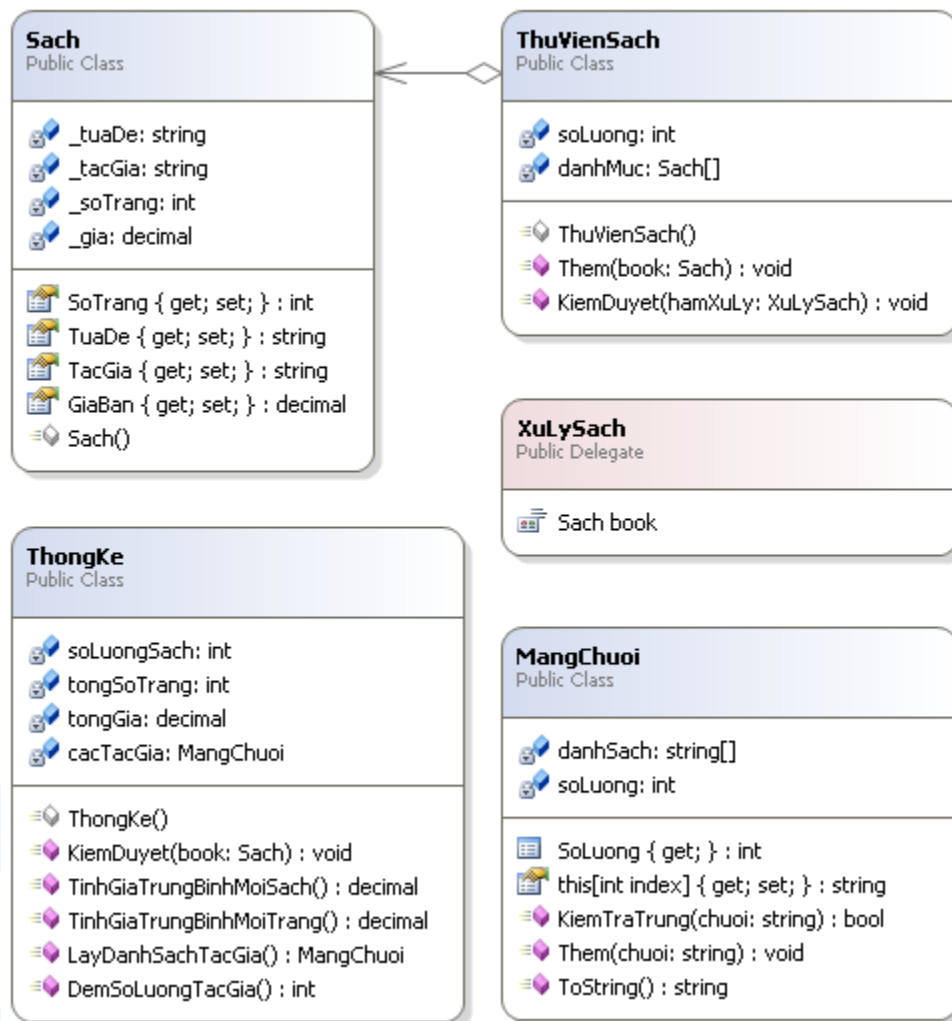 Sach
Public Class
_tuaDe: string
_tacGia: string
_soTrang: int
_gia: decimal
SoTrang { get; set; } : int
TuaDe { get; set; } : string
TacGia { get; set; } : string
GiaBan { get; set; } : decimal
Sach()
ThuVienSach
Public Class
soLuong: int
danhMuc: Sach[]
ThuVienSach()
Them(book: Sach) : void
KiemDuyet(hamXuLy: XuLySach) : void
XuLySach
Public Delegate
Sach book
ThongKe
Public Class
soLuongSach: int
tongSoTrang: int
tongGia: decimal
cacTacGia: MangChuoi
ThongKe()
KiemDuyet(book: Sach) : void
TinhGiaTrungBinhMoiSach() : decimal
TinhGiaTrungBinhMoiTrang() : decimal
LayDanhSachTacGia() : MangChuoi
DemSoLuongTacGia() : int
MangChuoi
Public Class
danhSach: string[]
soLuong: int
SoLuong { get; } : int
this[int index] { get; set; } : string
KiemTraTrung(chuoi: string) : bool
Them(chuoi: string) : void
ToString() : string